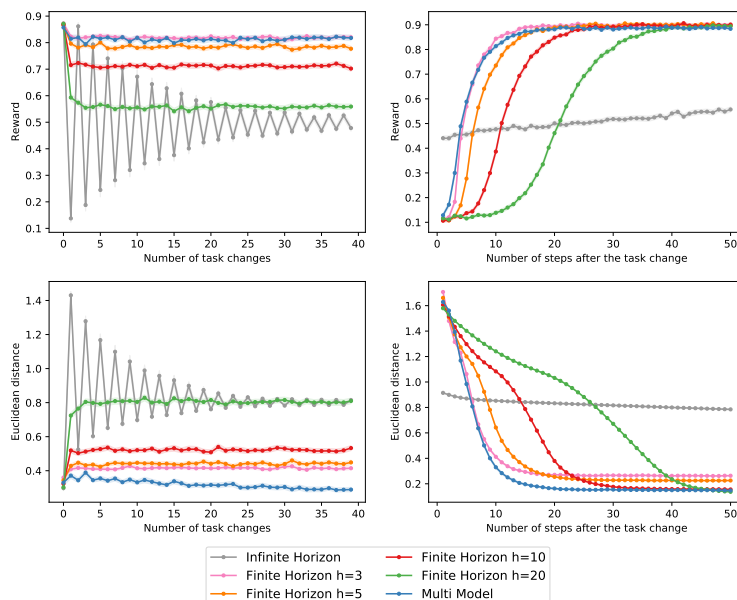 0.9
0.8
0.7
0.6
0.5
0.4
0.3
0.2
0.1
Reward
0 5 10 15 20 25 30 35 40
Number of task changes
0.9
0.8
0.7
0.6
0.5
0.4
0.3
0.2
0.1
Reward
0 10 20 30 40 50
Number of steps after the task change
1.4
1.2
1.0
0.8
0.6
0.4
Euclidean distance
0 5 10 15 20 25 30 35 40
Number of task changes
1.6
1.4
1.2
1.0
0.8
0.6
0.4
0.2
Euclidean distance
0 10 20 30 40 50
Number of steps after the task change
Infinite Horizon
Finite Horizon h=3
Finite Horizon h=5
Finite Horizon h=10
Finite Horizon h=20
Multi Model